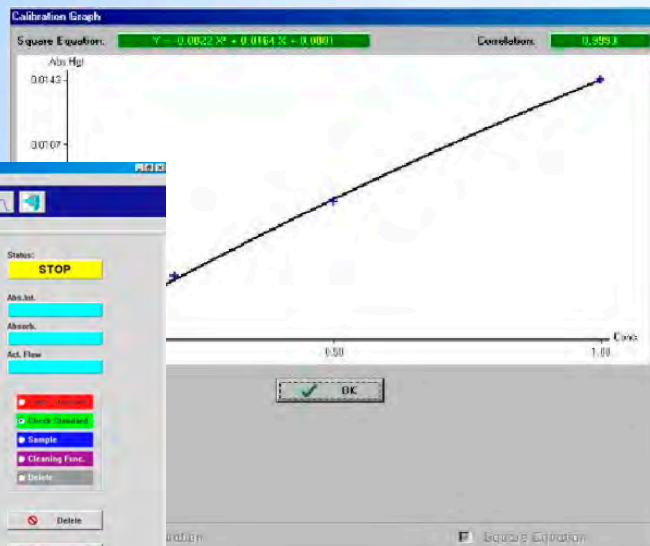 Calibration Graph
Square Equation: Y = -0.0022 X² + 0.0164 X + 0.0001 Correlation: 0.9993
Abs Hgt
0.0143
0.0107
Status:
STOP
Abs.Int.
Absorb.
Act. Flow
Check Standard
Sample
Cleaning Func.
Delete
Delete
0.50
1.00
Conc
OK
Square Equation